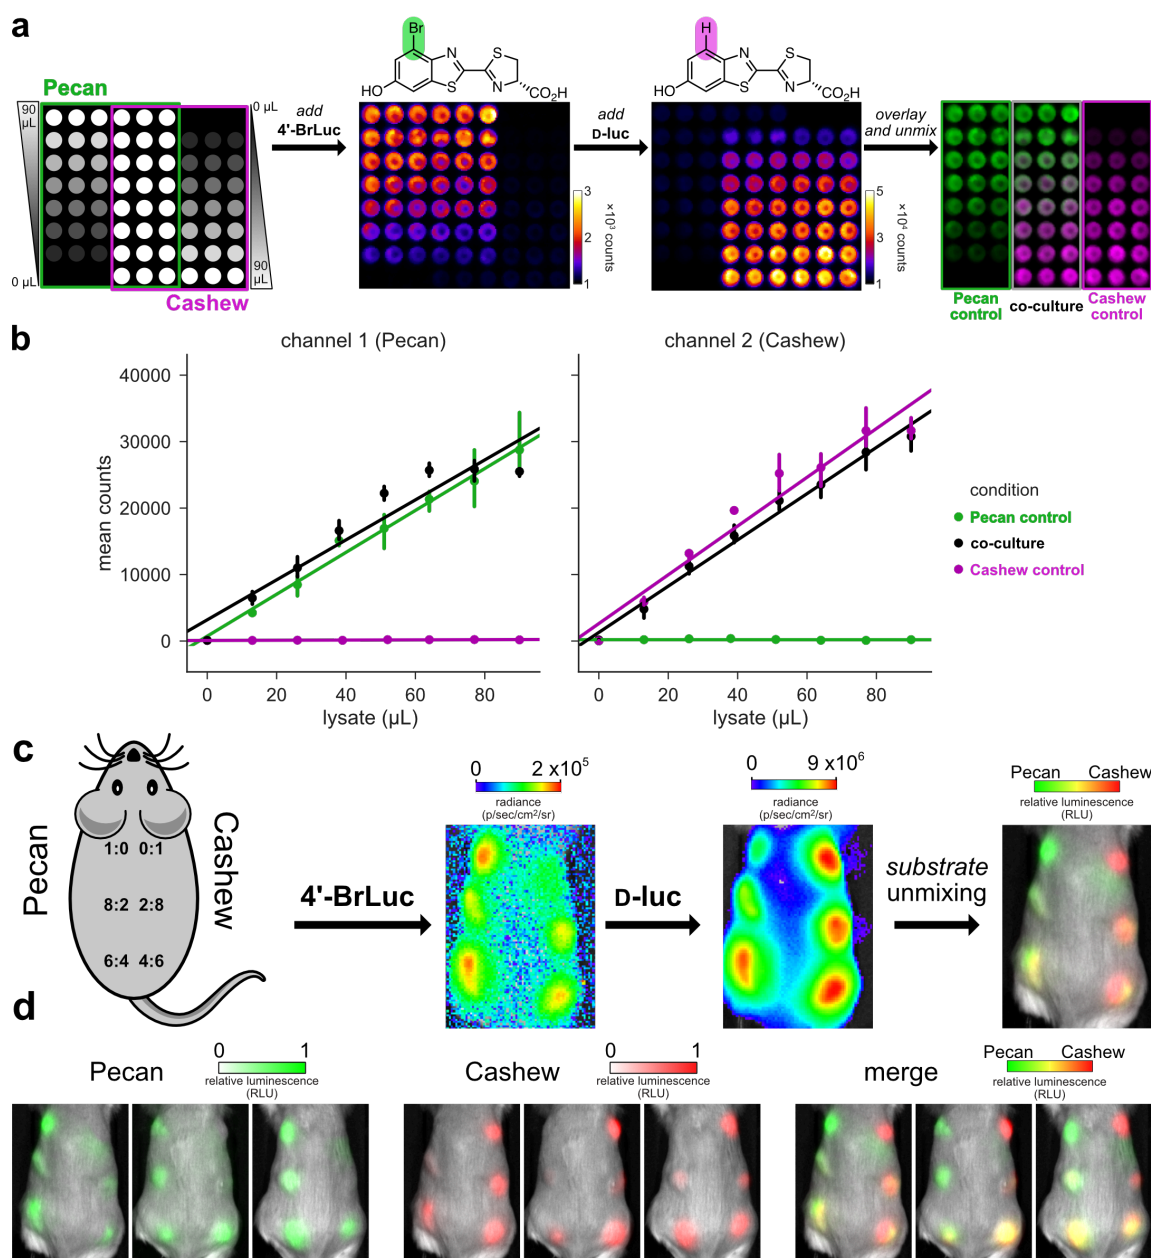 a
Pecan
90
µL
0 µL
0 µL
90
µL
Cashew
add
4'-BrLuc
Br
N
S
S
N
HO
CO₂H
3
2
1
×10³ counts
add
D-luc
H
N
S
S
N
HO
CO₂H
5
3
1
×10⁴ counts
overlay
and unmix
Pecan
control
co-culture
Cashew
control
b
channel 1 (Pecan)
channel 2 (Cashew)
mean counts
40000
30000
20000
10000
0
0 20 40 60 80
lysate (µL)
0 20 40 60 80
lysate (µL)
condition
Pecan control
co-culture
Cashew control
c
Pecan
Cashew
1:0 0:1
8:2 2:8
6:4 4:6
4'-BrLuc
0 2 x10⁵
radiance
(p/sec/cm²/sr)
D-luc
0 9 x10⁶
radiance
(p/sec/cm²/sr)
substrate
unmixing
Pecan Cashew
relative luminescence
(RLU)
d
Pecan
0 1
relative luminescence
(RLU)
Cashew
0 1
relative luminescence
(RLU)
merge
Pecan Cashew
relative luminescence
(RLU)